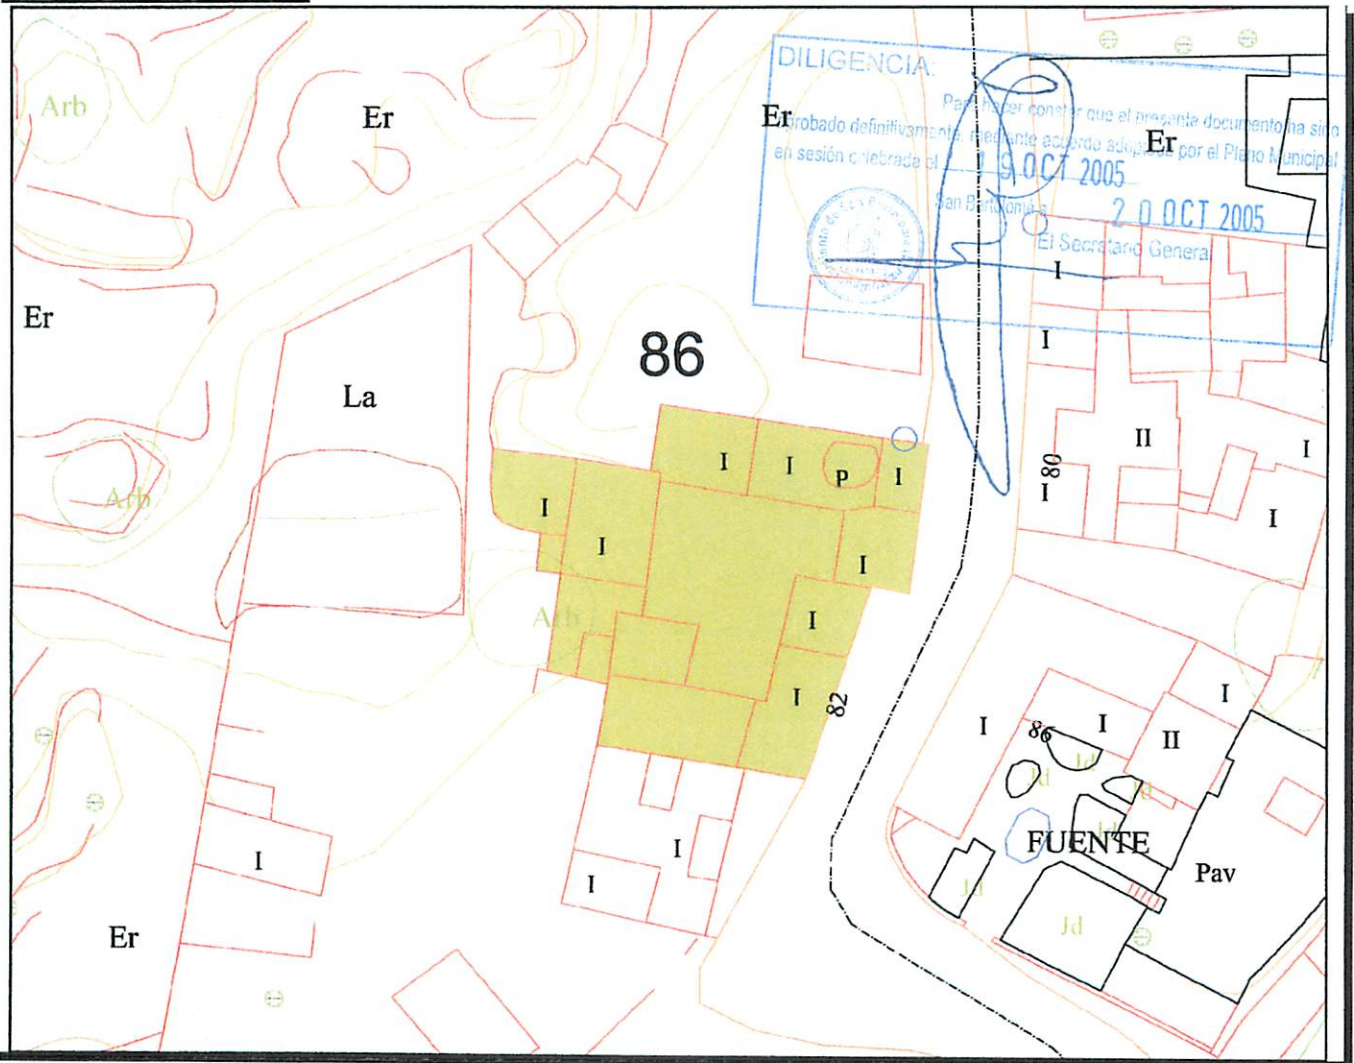 DILIGENCIA:
Para hacer constar que el presente documento ha sido
aprobado definitivamente, mediante acuerdo adoptado por el Pleno Municipal
en sesión celebrada el 19 OCT 2005
San Bartolomé a 20 OCT 2005
El Secretario General
Arb
Er
Er
Er
Er
I
I
La
86
II
I
80
I
I
I
I
P
I
I
I
I
I
Arb
Arb
I
I
82
I
I
86
I
II
Jd
Jd
Jd
Jd
FUENTE
Pav
Jd
Jd
I
I
I
Er